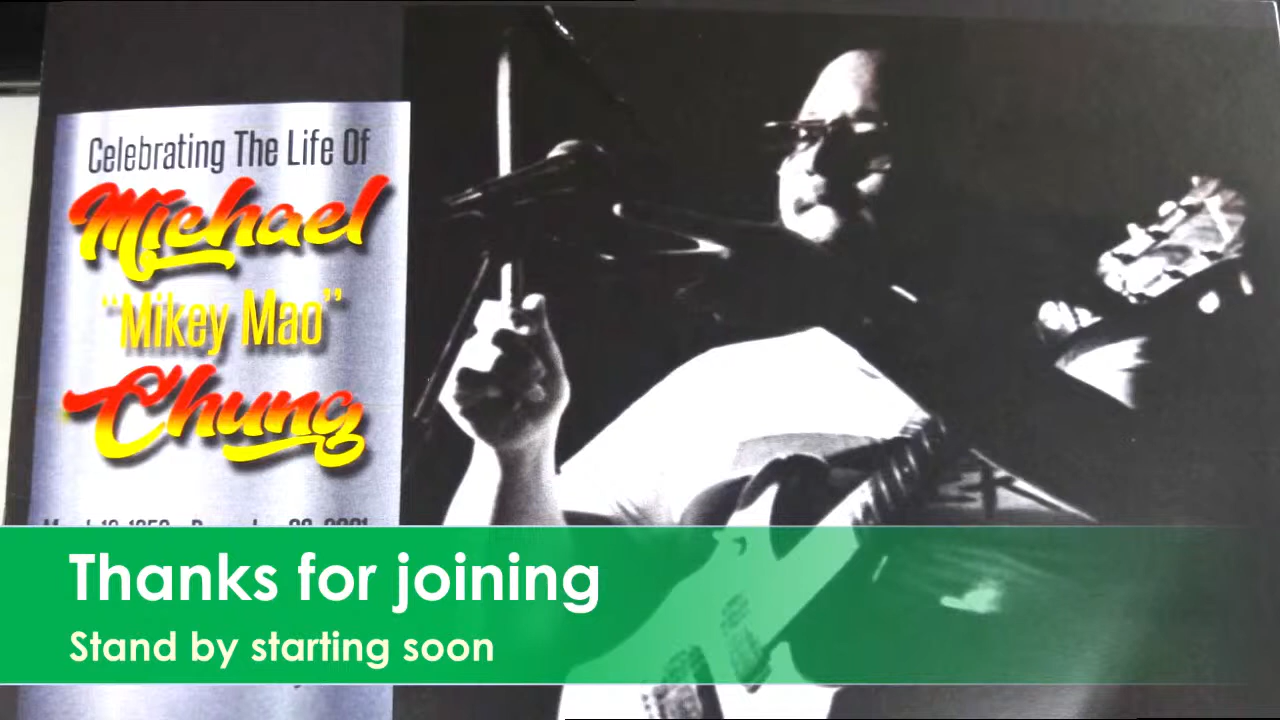 Celebrating The Life Of
Michael
“Mikey Mao”
Chung
Thanks for joining
Stand by starting soon